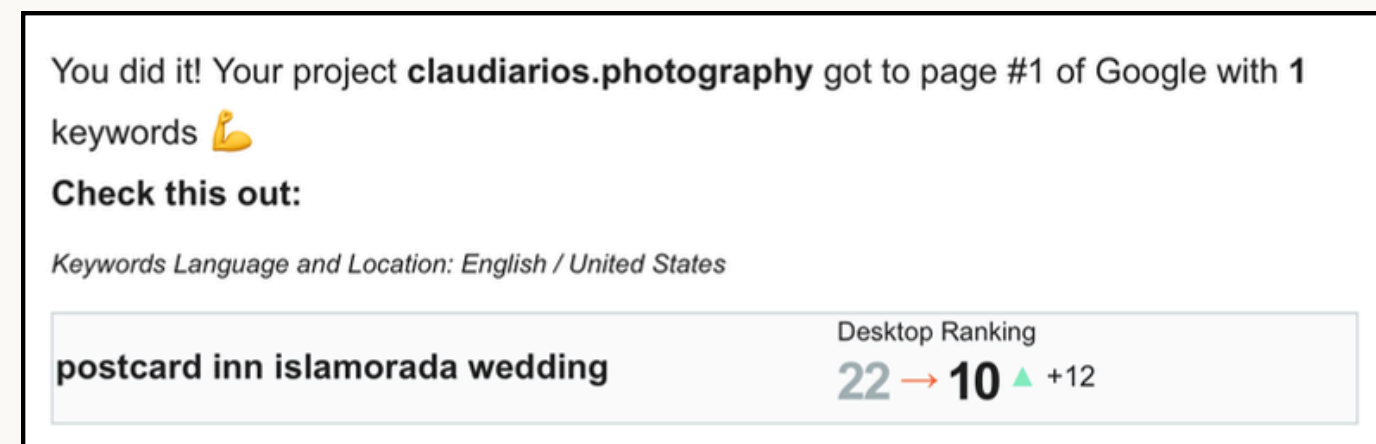 You did it! Your project claudiarios.photography got to page #1 of Google with 1
keywords 💪
Check this out:
Keywords Language and Location: English / United States
Desktop Ranking
postcard inn islamorada wedding
22 → 10 ▲ +12